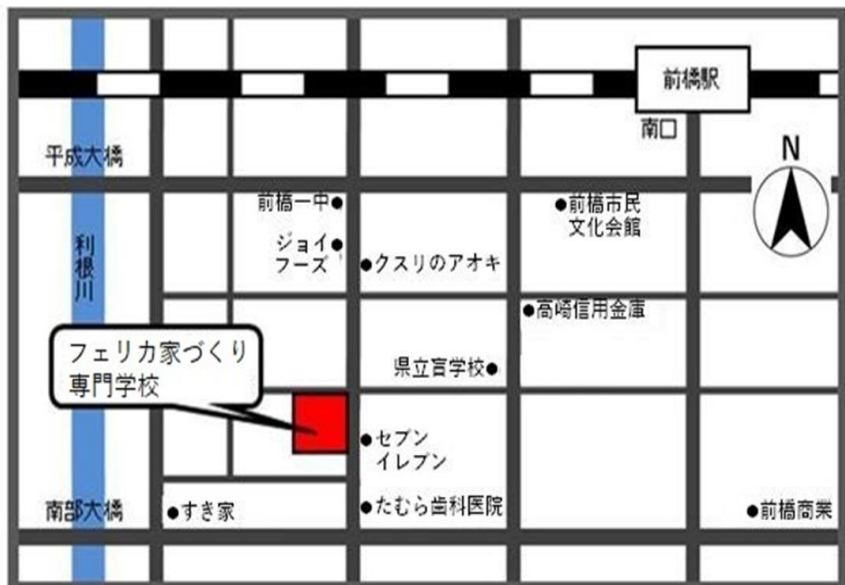 前橋駅
南口
N
平成大橋
前橋一中
前橋市民
文化会館
ジョイ
フーズ
クスリのアオキ
利根川
高崎信用金庫
フェリカ家づくり
専門学校
県立盲学校
セブン
イレブン
南部大橋
すき家
たむら歯科医院
前橋商業